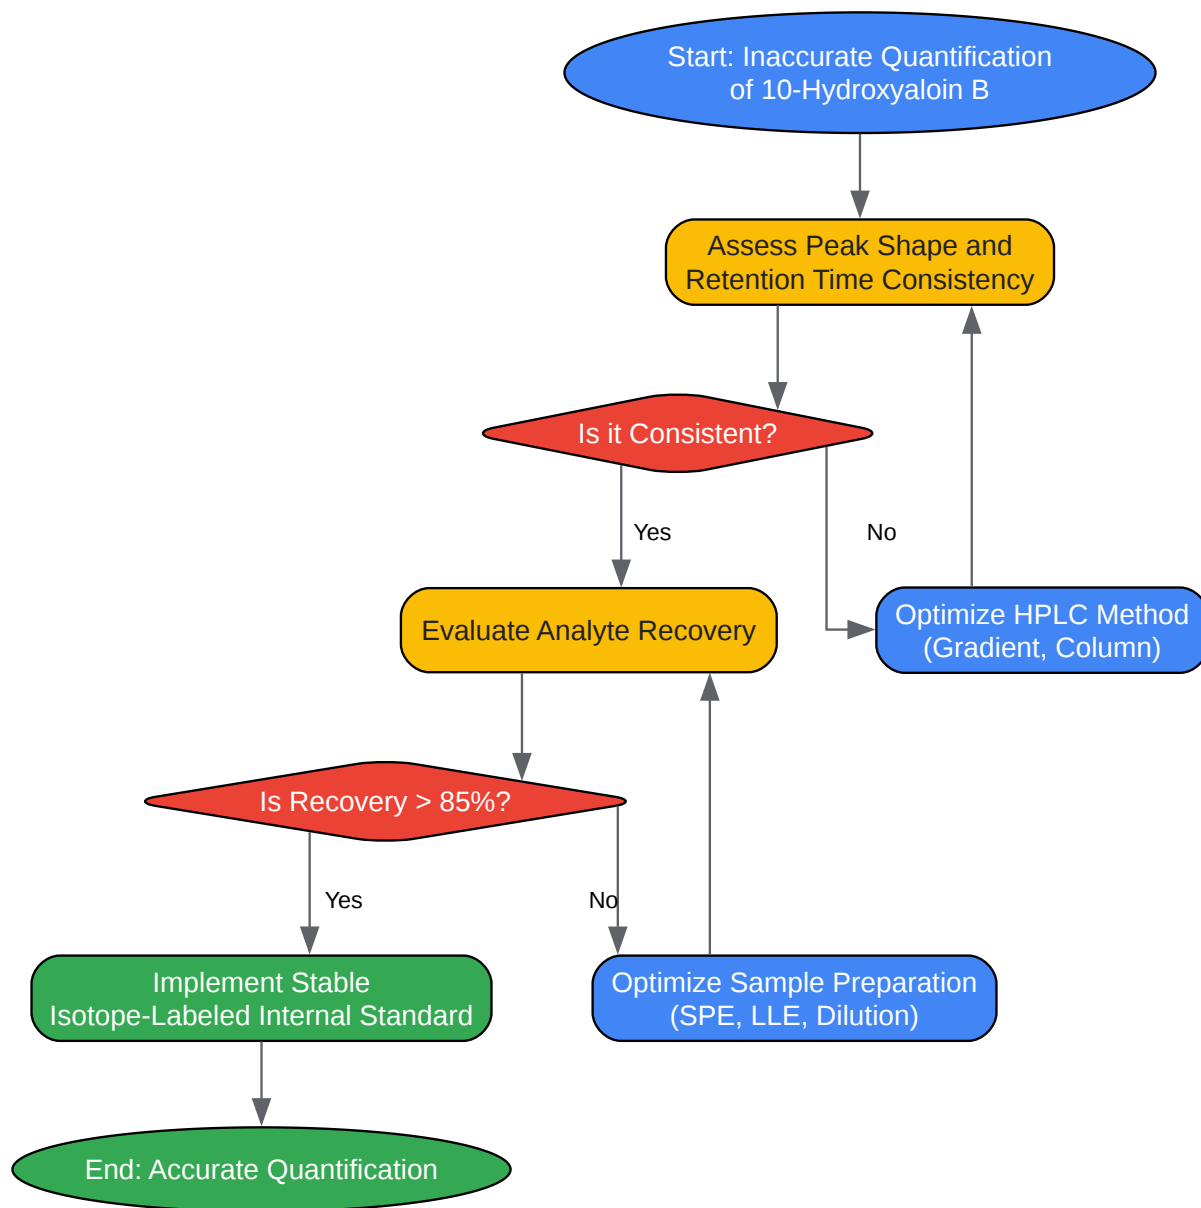 Start: Inaccurate Quantification
of 10-Hydroxyaloin B
Assess Peak Shape and
Retention Time Consistency
Is it Consistent?
Yes
No
Evaluate Analyte Recovery
Optimize HPLC Method
(Gradient, Column)
Is Recovery > 85%?
Yes
No
Implement Stable
Isotope-Labeled Internal Standard
Optimize Sample Preparation
(SPE, LLE, Dilution)
End: Accurate Quantification